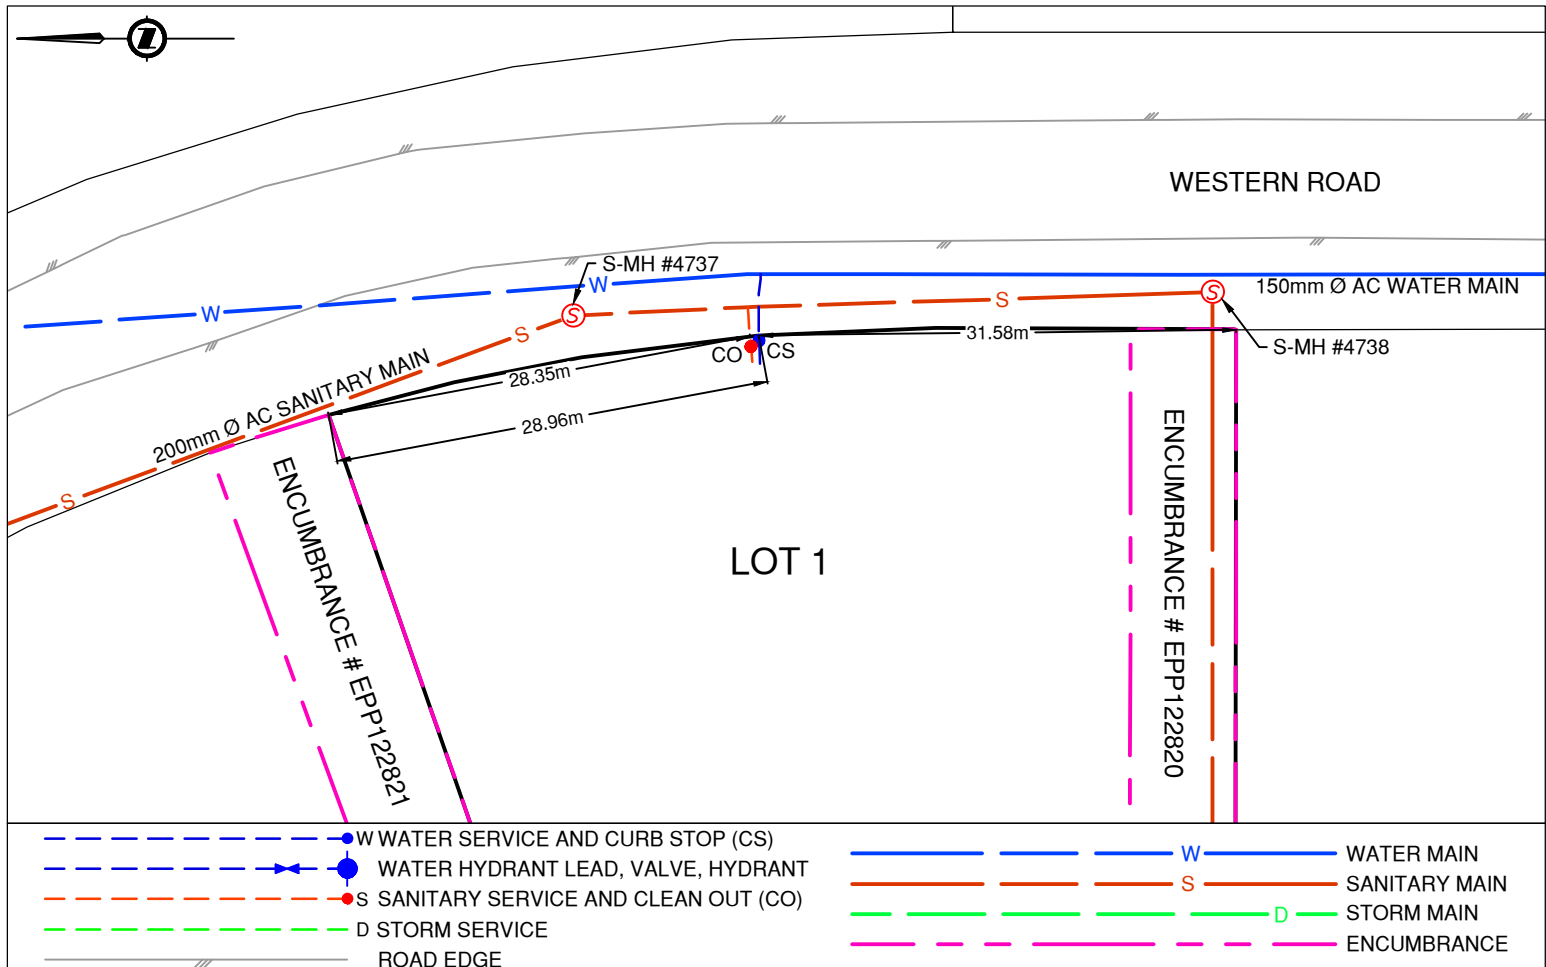 Z
WESTERN ROAD
S-MH #4737
W
W
150mm Ø AC WATER MAIN
S
S
S
S
31.58m
S-MH #4738
CO
CS
28.35m
200mm Ø AC SANITARY MAIN
28.96m
S
ENCUMBRANCE # EPP122821
LOT 1
ENCUMBRANCE # EPP122820
W WATER SERVICE AND CURB STOP (CS)
WATER HYDRANT LEAD, VALVE, HYDRANT
S SANITARY SERVICE AND CLEAN OUT (CO)
D STORM SERVICE
ROAD EDGE
W WATER MAIN
S SANITARY MAIN
D STORM MAIN
ENCUMBRANCE